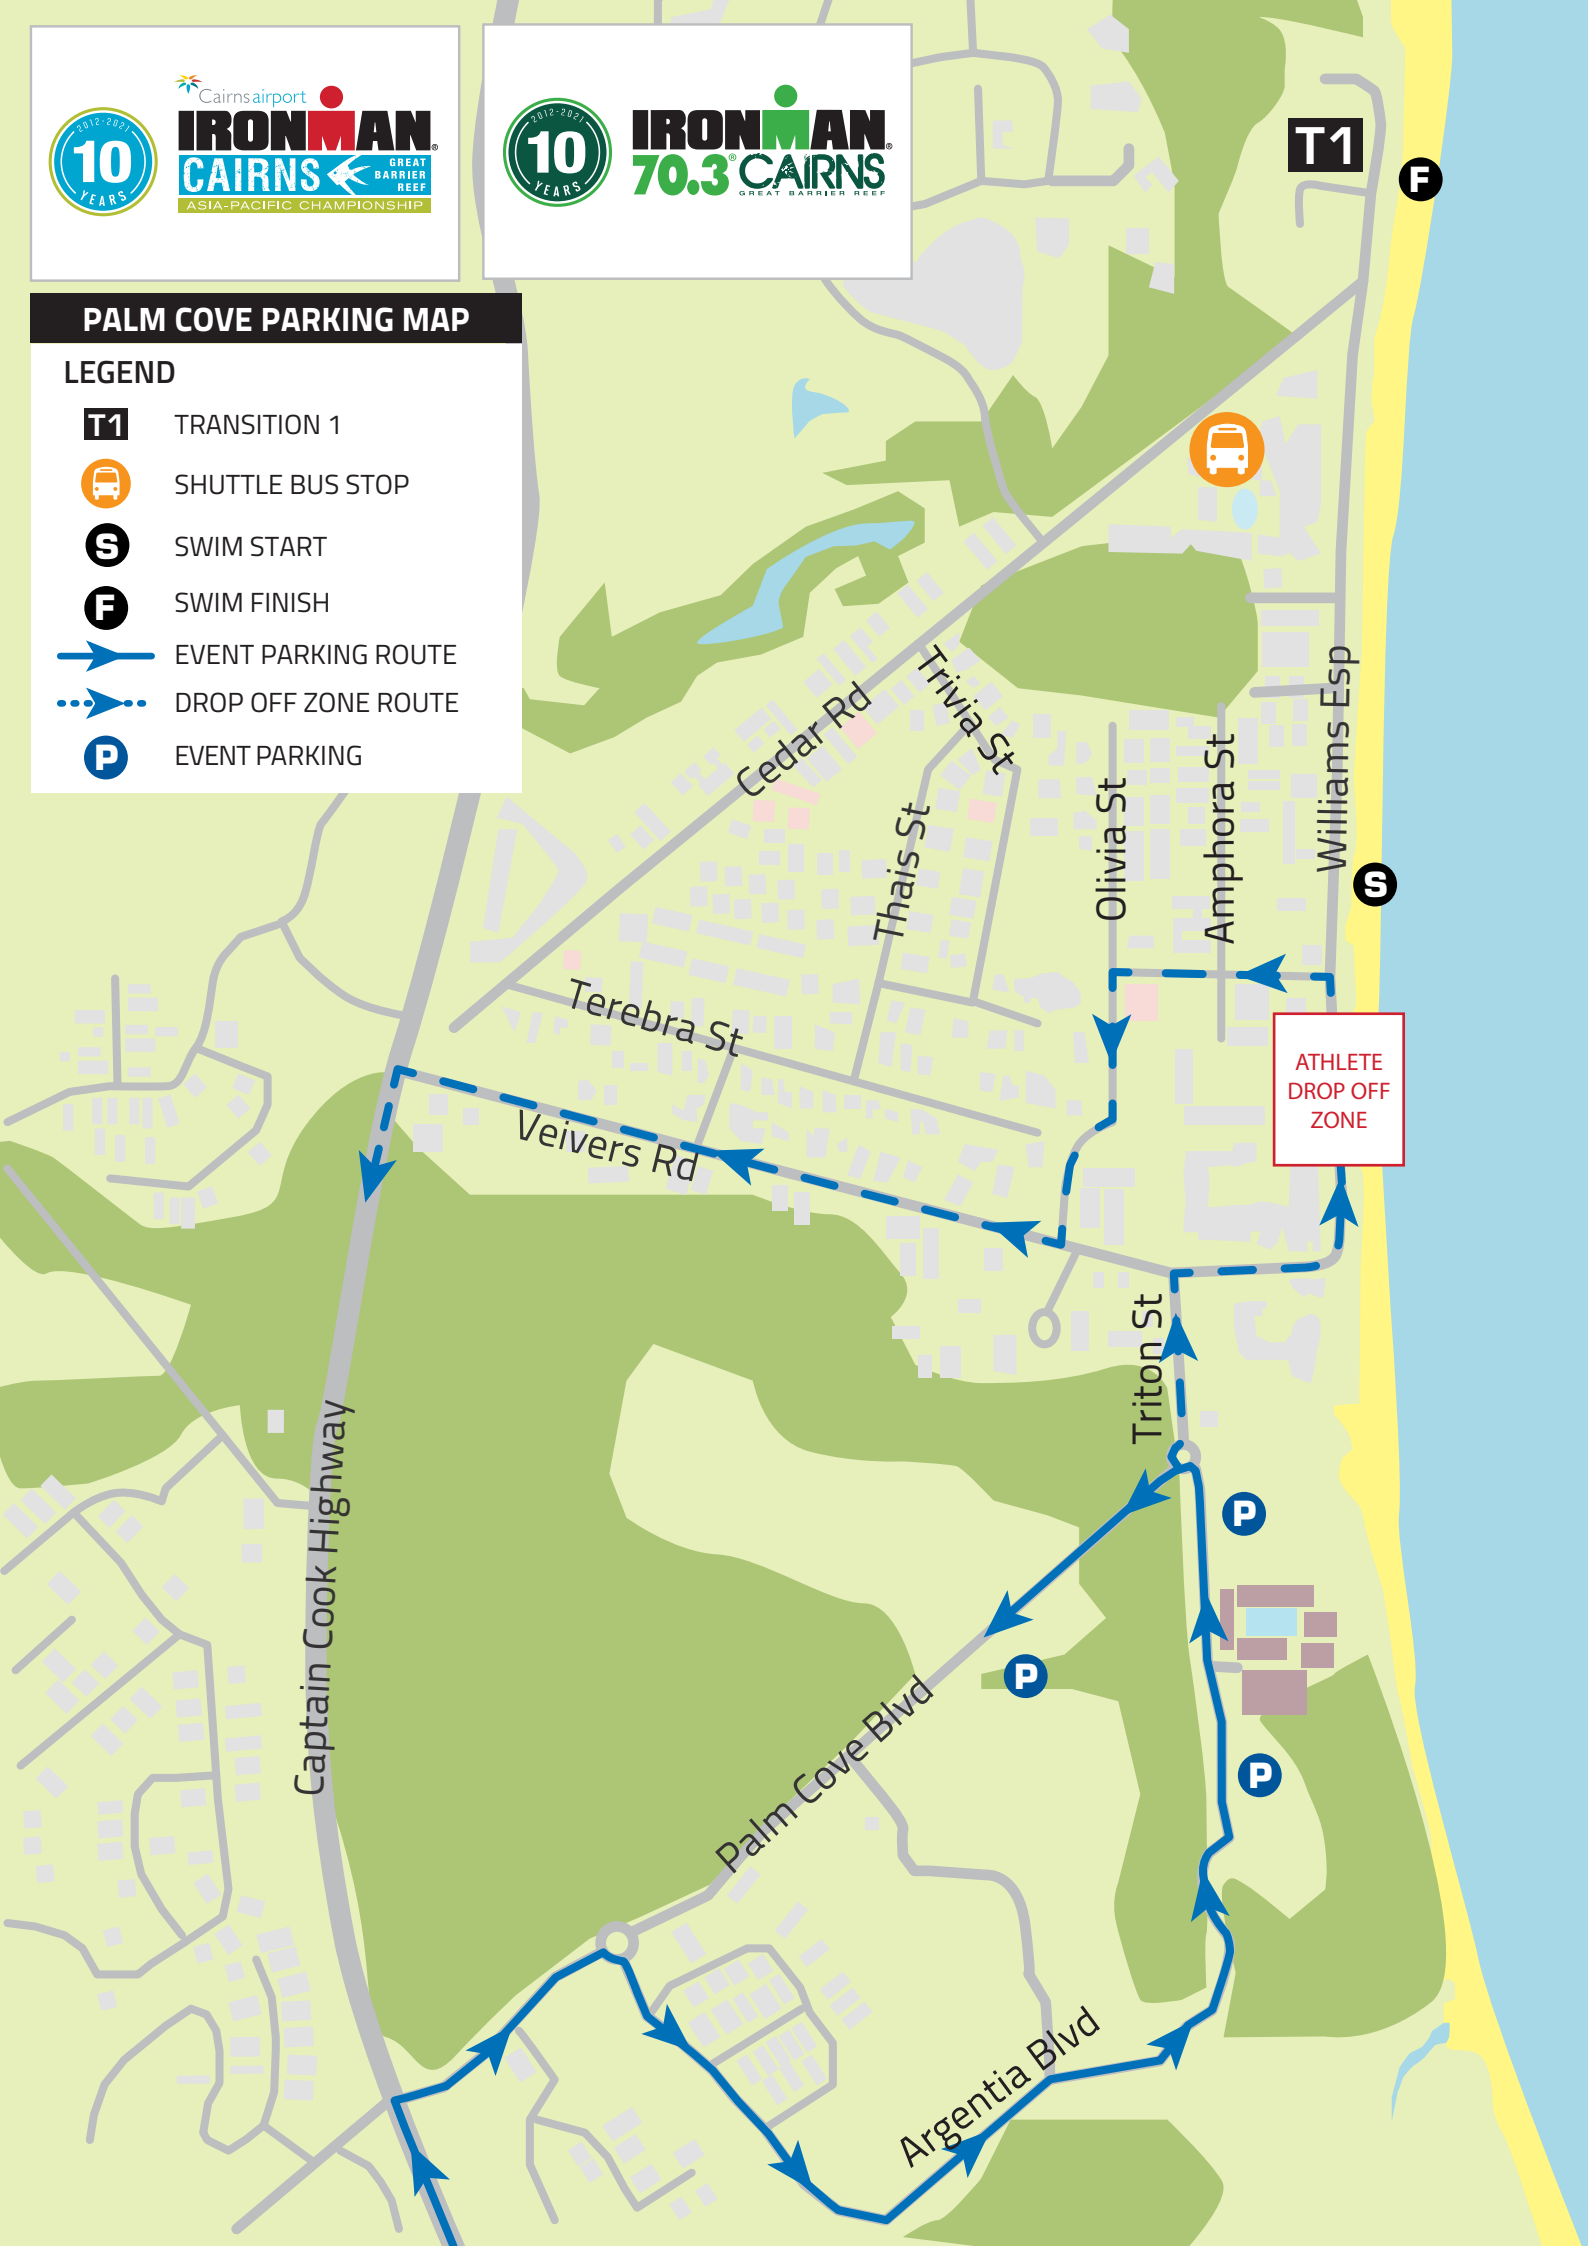 2012-2021
10
YEARS
Cairns airport
IRONMAN®
CAIRNS
GREAT
BARRIER
REEF
ASIA-PACIFIC CHAMPIONSHIP
2012-2021
10
YEARS
IRONMAN®
70.3® CAIRNS
GREAT BARRIER REEF
PALM COVE PARKING MAP
LEGEND
T1 TRANSITION 1
SHUTTLE BUS STOP
S SWIM START
F SWIM FINISH
EVENT PARKING ROUTE
DROP OFF ZONE ROUTE
P EVENT PARKING
T1
F
Cedar Rd
Trivia St
Thais St
Olivia St
Amphora St
Williams Esp
S
Terebra St
Veivers Rd
ATHLETE
DROP OFF
ZONE
Triton St
Captain Cook Highway
P
P
P
Palm Cove Blvd
Argentia Blvd